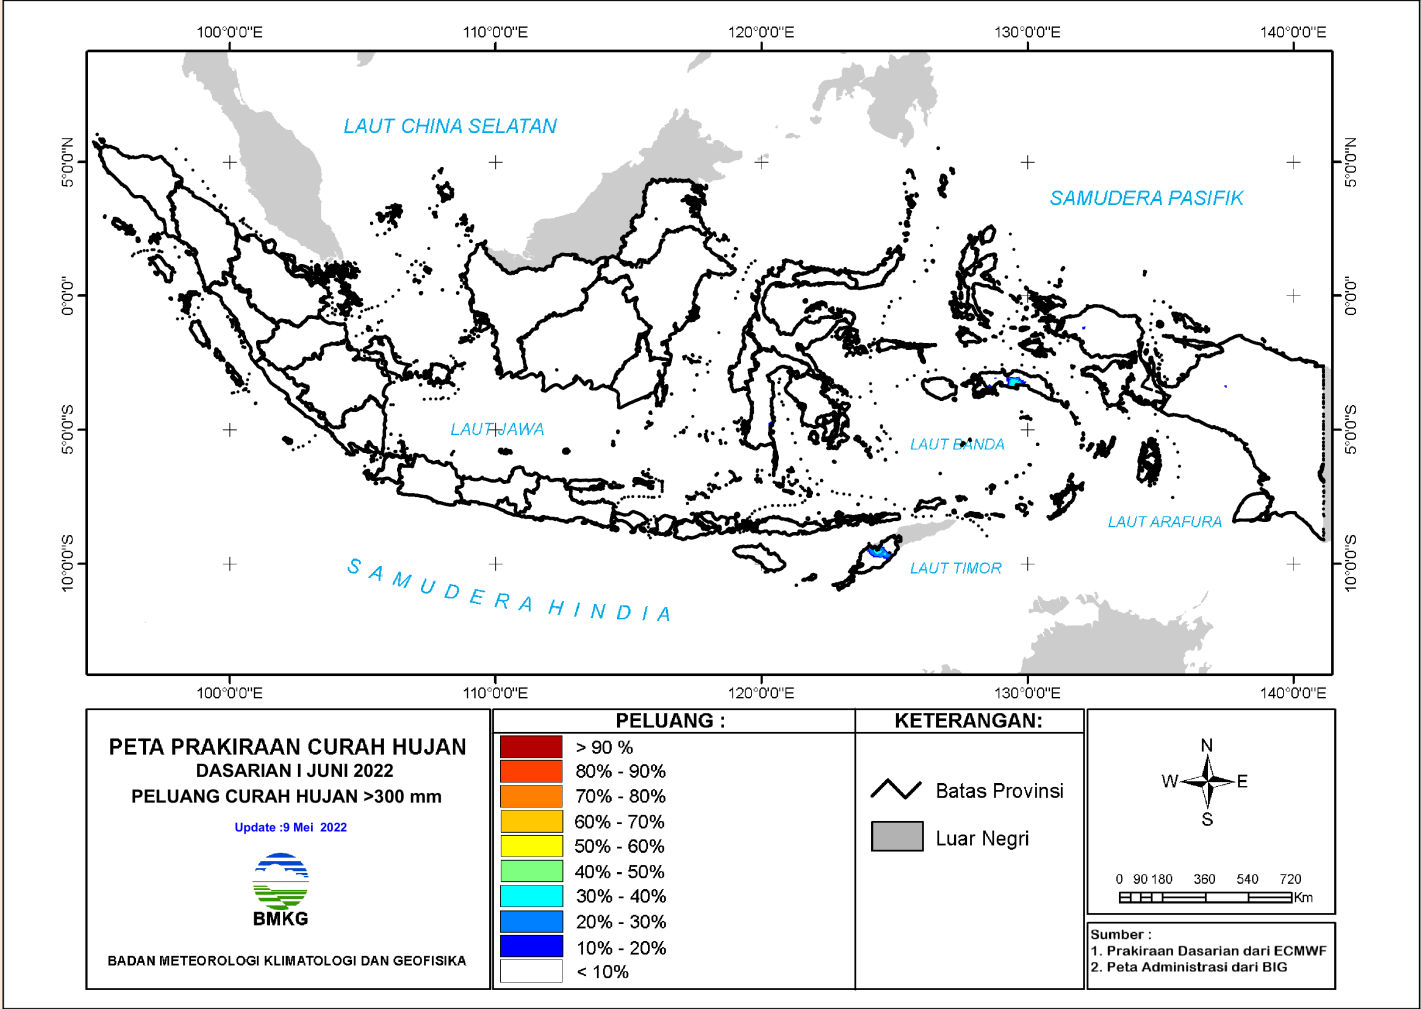 100°0'0"E 110°0'0"E 120°0'0"E 130°0'0"E 140°0'0"E
5°0'0"N
0°0'0"
5°0'0"S
10°0'0"S
LAUT CHINA SELATAN
SAMUDERA PASIFIK
LAUT JAWA
LAUT BANDA
LAUT ARAFURA
LAUT TIMOR
SAMUDERA HINDIA
5°0'0"N
0°0'0"
5°0'0"S
10°0'0"S
100°0'0"E 110°0'0"E 120°0'0"E 130°0'0"E 140°0'0"E
PETA PRAKIRAAN CURAH HUJAN
DASARIAN I JUNI 2022
PELUANG CURAH HUJAN >300 mm
Update :9 Mei 2022
BMKG
BADAN METEOROLOGI KLIMATOLOGI DAN GEOFISIKA
PELUANG :
> 90 %
80% - 90%
70% - 80%
60% - 70%
50% - 60%
40% - 50%
30% - 40%
20% - 30%
10% - 20%
< 10%
KETERANGAN:
Batas Provinsi
Luar Negri
N
W E
S
0 90 180 360 540 720
Km
Sumber :
1. Prakiraan Dasarian dari ECMWF
2. Peta Administrasi dari BIG